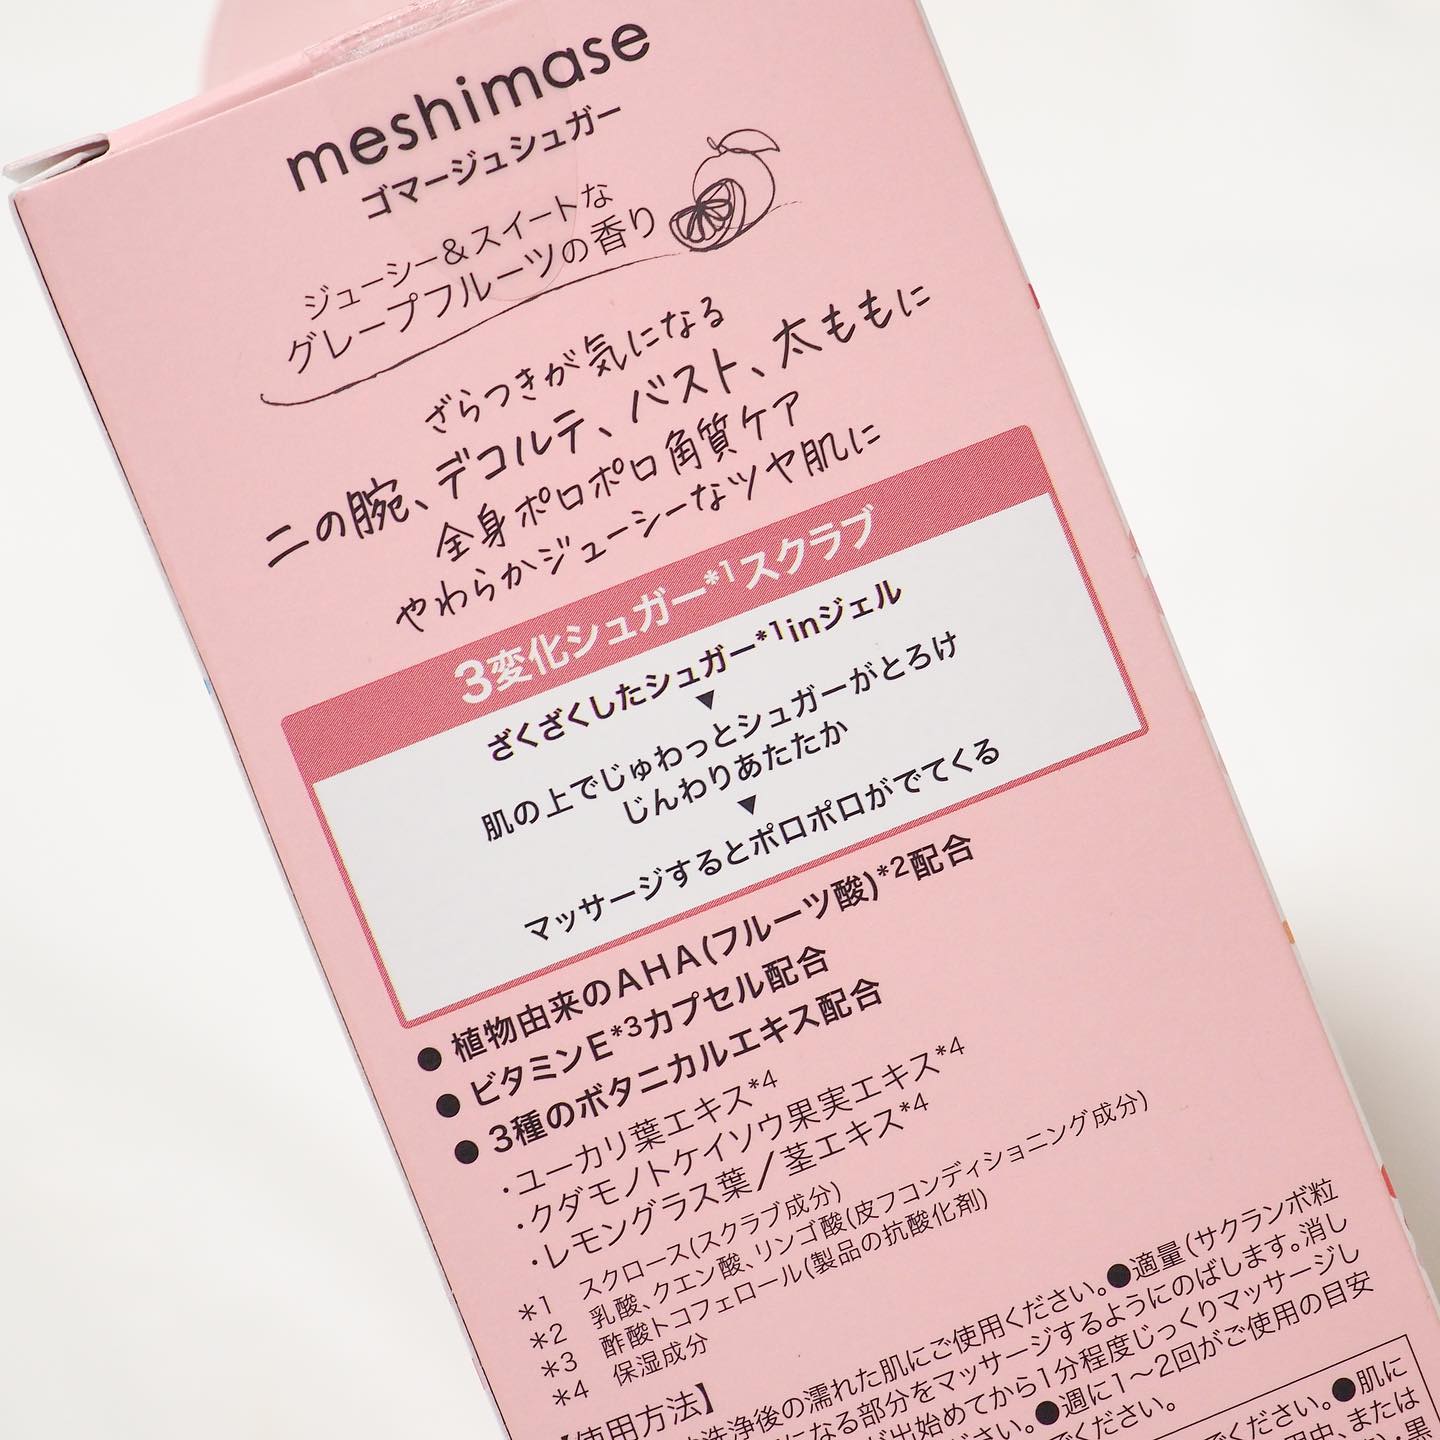 meshimase
ゴマージュシュガー
ジューシー&スイートな
グレープフルーツの香り
ざらつきが気になる
二の腕、デコルテ、バスト、太ももに
全身ポロポロ角質ケア
やわらかジューシーなツヤ肌に
3変化シュガー*1スクラブ
ざくざくしたシュガー*1inジェル
▼
肌の上でじゅわっとシュガーがとろけ
じんわりあたたか
▼
マッサージするとポロポロがでてくる
● 植物由来のAHA(フルーツ酸)*2配合
● ビタミンE*3カプセル配合
● 3種のボタニカルエキス配合
・ユーカリ葉エキス*4
・クダモノトケイソウ果実エキス*4
・レモングラス葉/茎エキス*4
*1 スクロース(スクラブ成分)
*2 乳酸、クエン酸、リンゴ酸(皮フコンディショニング成分)
*3 酢酸トコフェロール(製品の抗酸化剤)
*4 保湿成分
【使用方法】
洗浄後の濡れた肌にご使用ください。●適量(サクランボ粒
になる部分をマッサージするようにのばします。消し
が出始めてから1分程度じっくりマッサージし
ださい。●週に1〜2回がご使用の目安
ください。
でください。●肌に
用中、または